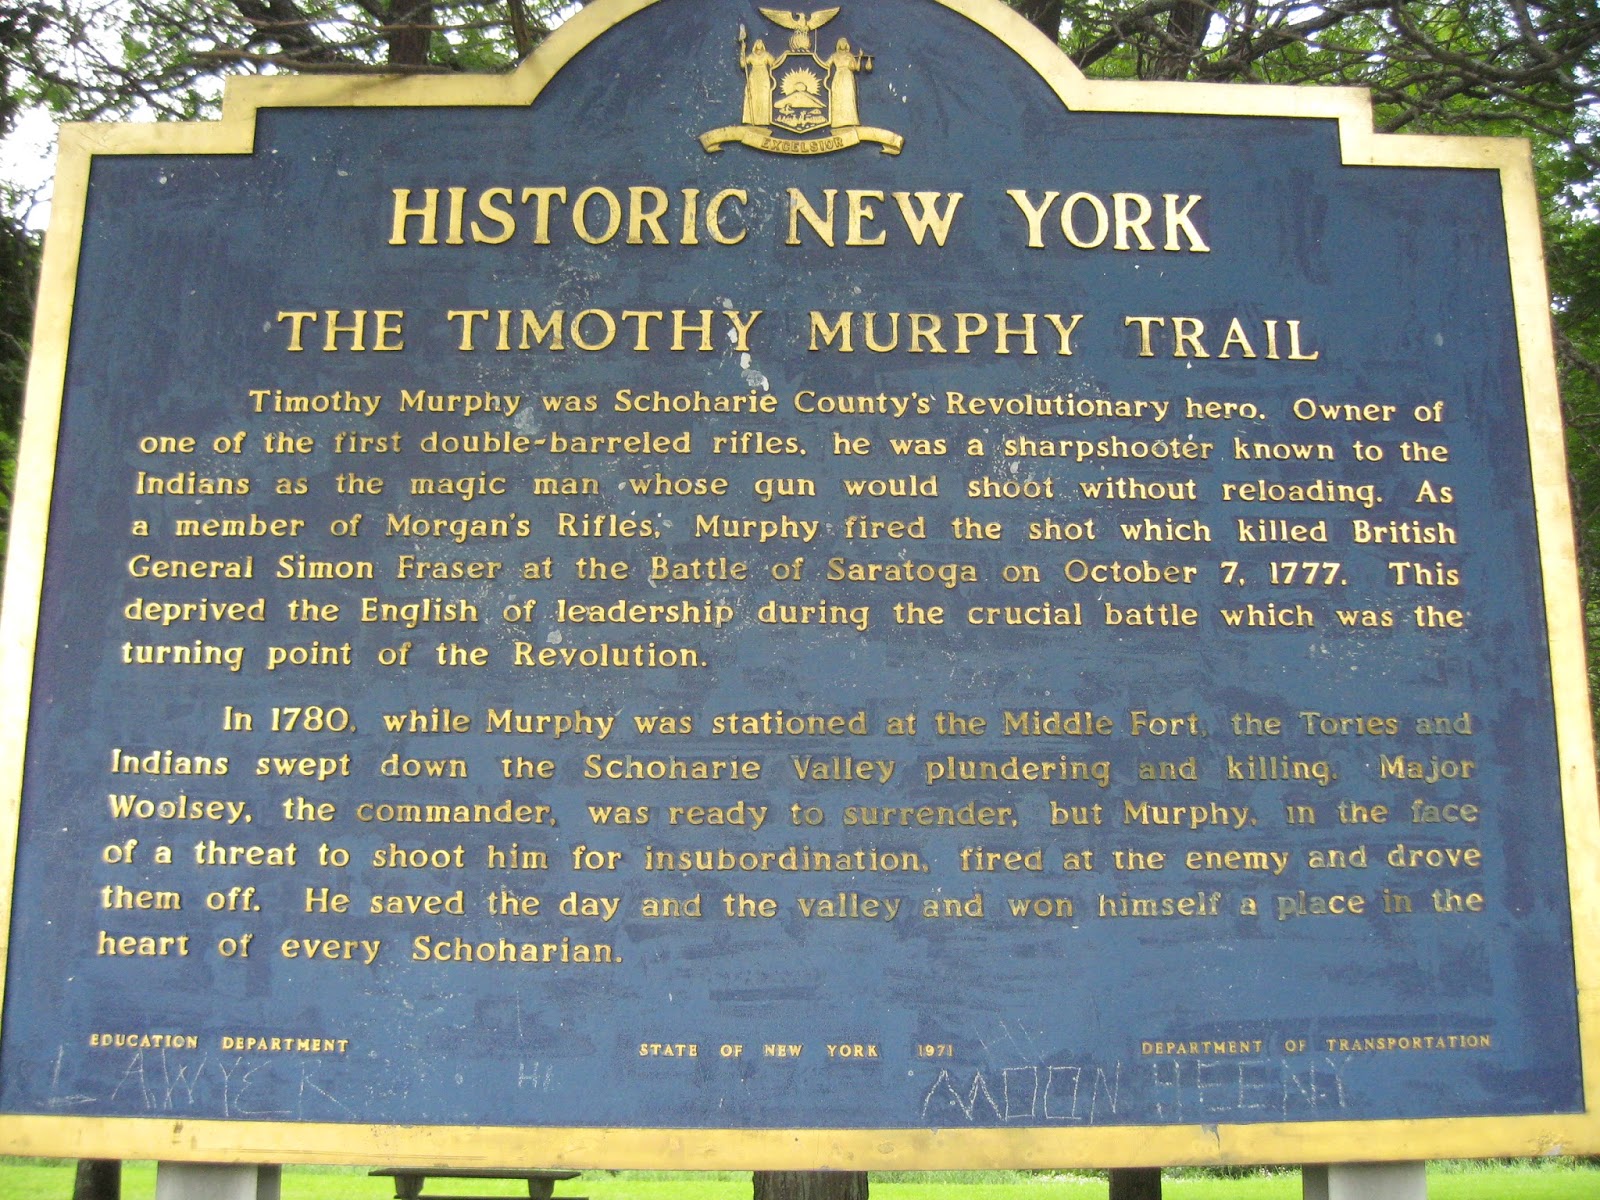 EXCELSIOR
HISTORIC NEW YORK
THE TIMOTHY MURPHY TRAIL
Timothy Murphy was Schoharie County's Revolutionary hero. Owner of
one of the first double-barreled rifles, he was a sharpshooter known to the
Indians as the magic man whose gun would shoot without reloading. As
a member of Morgan's Rifles, Murphy fired the shot which killed British
General Simon Fraser at the Battle of Saratoga on October 7, 1777. This
deprived the English of leadership during the crucial battle which was the
turning point of the Revolution.
In 1780, while Murphy was stationed at the Middle Fort, the Tories and
Indians swept down the Schoharie Valley plundering and killing. Major
Woolsey, the commander, was ready to surrender, but Murphy, in the face
of a threat to shoot him for insubordination, fired at the enemy and drove
them off. He saved the day and the valley and won himself a place in the
heart of every Schoharian.
EDUCATION DEPARTMENT STATE OF NEW YORK 1971 DEPARTMENT OF TRANSPORTATION
LAWYER HI MOON